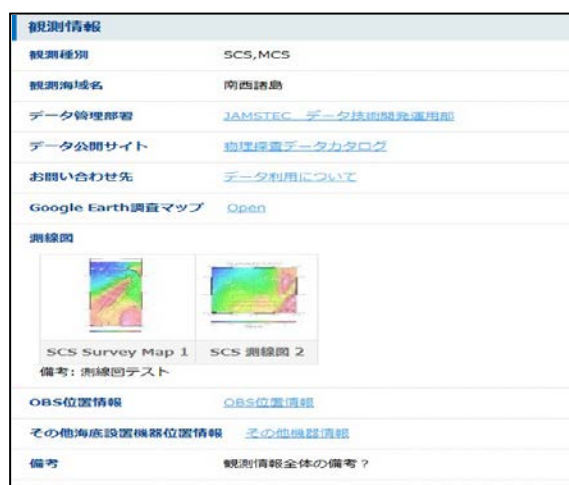 観測情報
観測種別 SCS,MCS
観測海域名 南西諸島
データ管理部署 JAMSTEC データ技術開発運用部
データ公開サイト 物理探査データカタログ
お問い合わせ先 データ利用について
Google Earth調査マップ Open
測線図
SCS Survey Map 1 SCS 測線図 2
備考: 測線図テスト
OBS位置情報 OBS位置情報
その他海底設置機器位置情報 その他機器情報
備考 観測情報全体の備考？